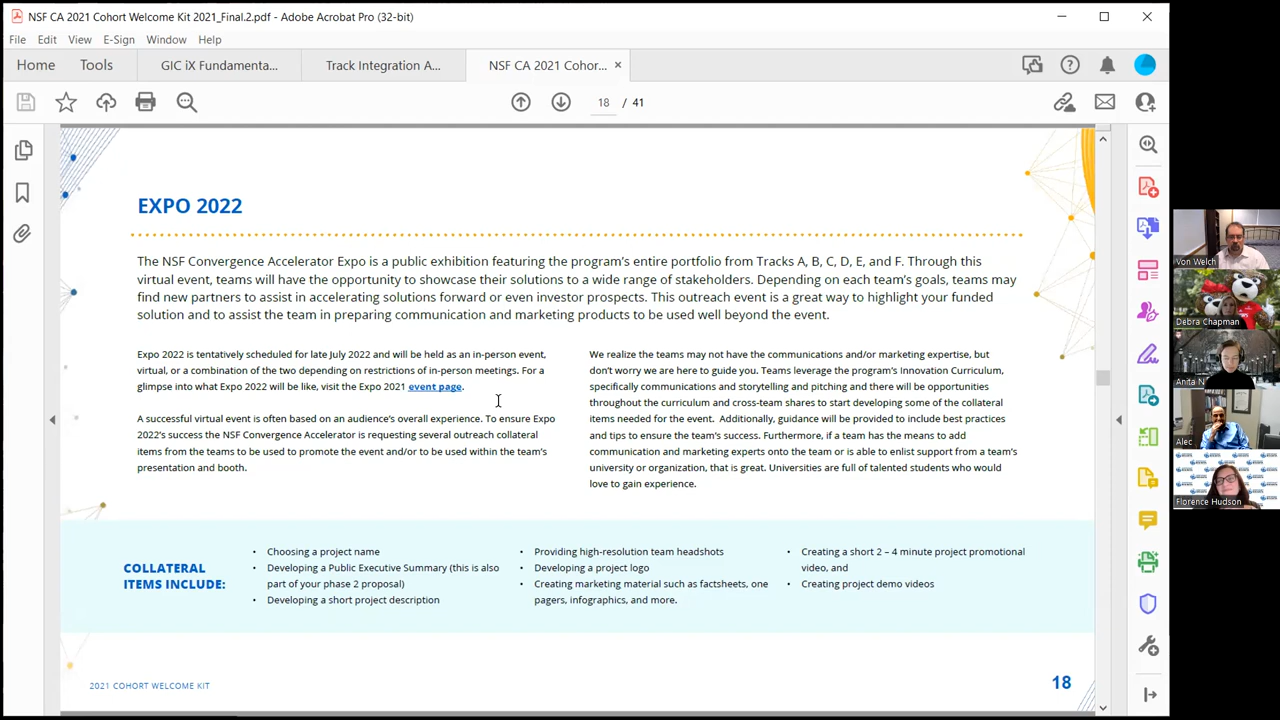 NSF CA 2021 Cohort Welcome Kit 2021_Final.2.pdf - Adobe Acrobat Pro (32-bit)
File Edit View E-Sign Window Help
Home Tools GIC iX Fundamenta... Track Integration A... NSF CA 2021 Cohor... ×
18 / 41
EXPO 2022
The NSF Convergence Accelerator Expo is a public exhibition featuring the program's entire portfolio from Tracks A, B, C, D, E, and F. Through this
virtual event, teams will have the opportunity to showcase their solutions to a wide range of stakeholders. Depending on each team's goals, teams may
find new partners to assist in accelerating solutions forward or even investor prospects. This outreach event is a great way to highlight your funded
solution and to assist the team in preparing communication and marketing products to be used well beyond the event.
Expo 2022 is tentatively scheduled for late July 2022 and will be held as an in-person event,
virtual, or a combination of the two depending on restrictions of in-person meetings. For a
glimpse into what Expo 2022 will be like, visit the Expo 2021 event page.
A successful virtual event is often based on an audience's overall experience. To ensure Expo
2022's success the NSF Convergence Accelerator is requesting several outreach collateral
items from the teams to be used to promote the event and/or to be used within the team's
presentation and booth.
We realize the teams may not have the communications and/or marketing expertise, but
don't worry we are here to guide you. Teams leverage the program's Innovation Curriculum,
specifically communications and storytelling and pitching and there will be opportunities
throughout the curriculum and cross-team shares to start developing some of the collateral
items needed for the event. Additionally, guidance will be provided to include best practices
and tips to ensure the team's success. Furthermore, if a team has the means to add
communication and marketing experts onto the team or is able to enlist support from a team's
university or organization, that is great. Universities are full of talented students who would
love to gain experience.
COLLATERAL
ITEMS INCLUDE:
• Choosing a project name
• Developing a Public Executive Summary (this is also
part of your phase 2 proposal)
• Developing a short project description
• Providing high-resolution team headshots
• Developing a project logo
• Creating marketing material such as factsheets, one
pagers, infographics, and more.
• Creating a short 2 – 4 minute project promotional
video, and
• Creating project demo videos
2021 COHORT WELCOME KIT
18
Von Welch
Debra Chapman
Anita N
Alec
Florence Hudson